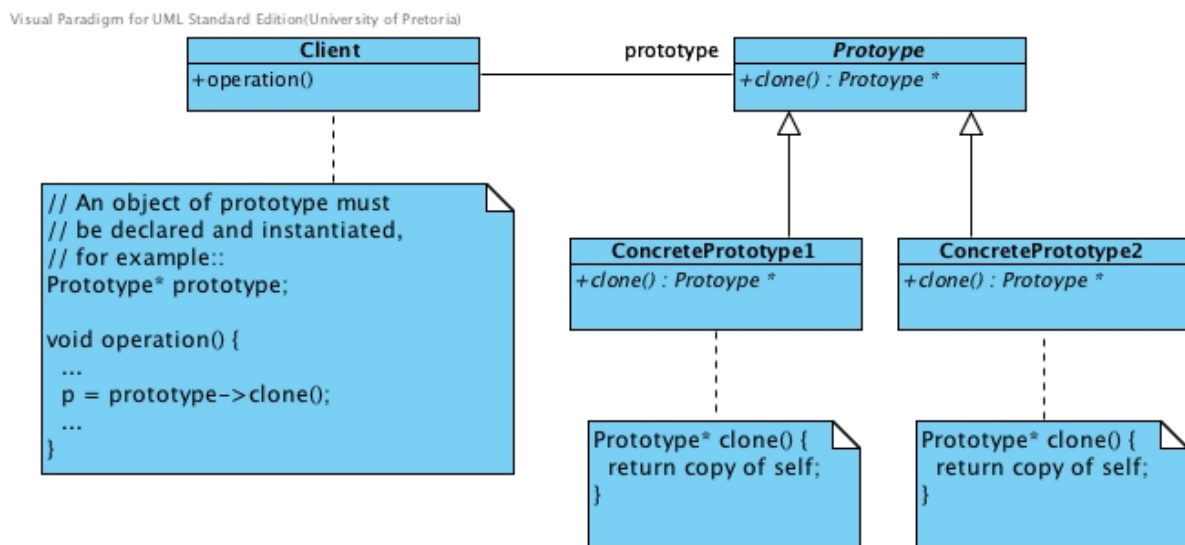 Visual Paradigm for UML Standard Edition(University of Pretoria)
Client
+operation()
prototype
Protoype
+clone() : Protoype *
// An object of prototype must
// be declared and instantiated,
// for example::
Prototype* prototype;
void operation() {
...
p = prototype->clone();
...
}
ConcretePrototype1
+clone() : Protoype *
ConcretePrototype2
+clone() : Protoype *
Prototype* clone() {
return copy of self;
}
Prototype* clone() {
return copy of self;
}